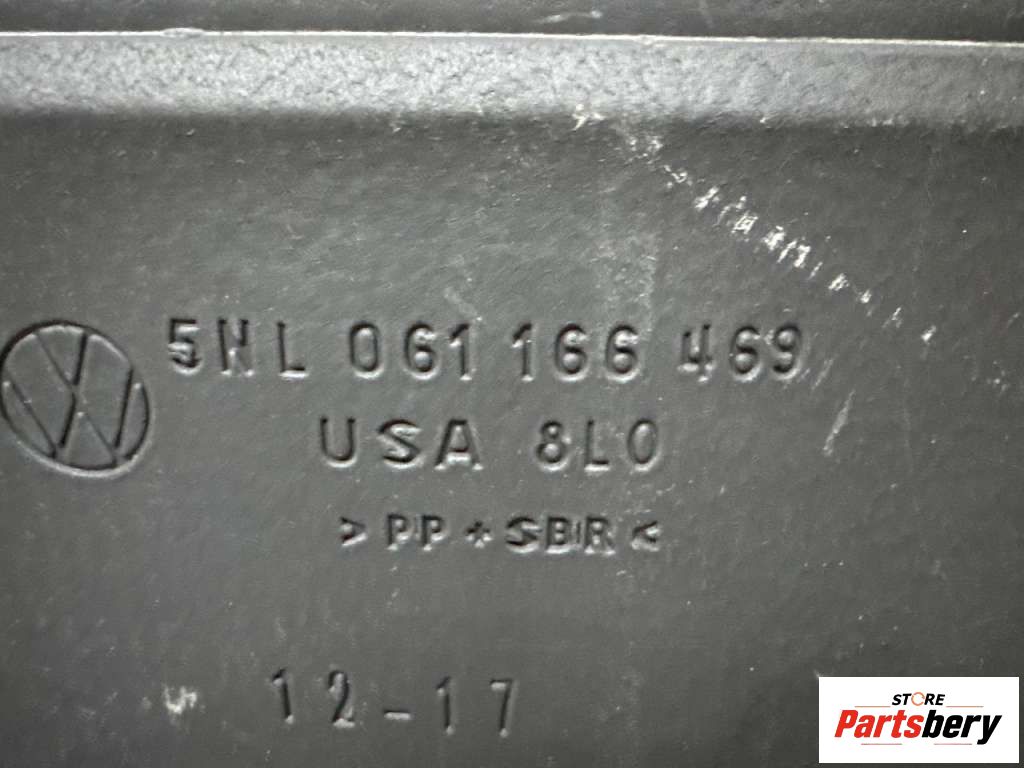 5NL 061 166 469
USA 8L0
>PP+SBR<
12-17
STORE
Partsbery